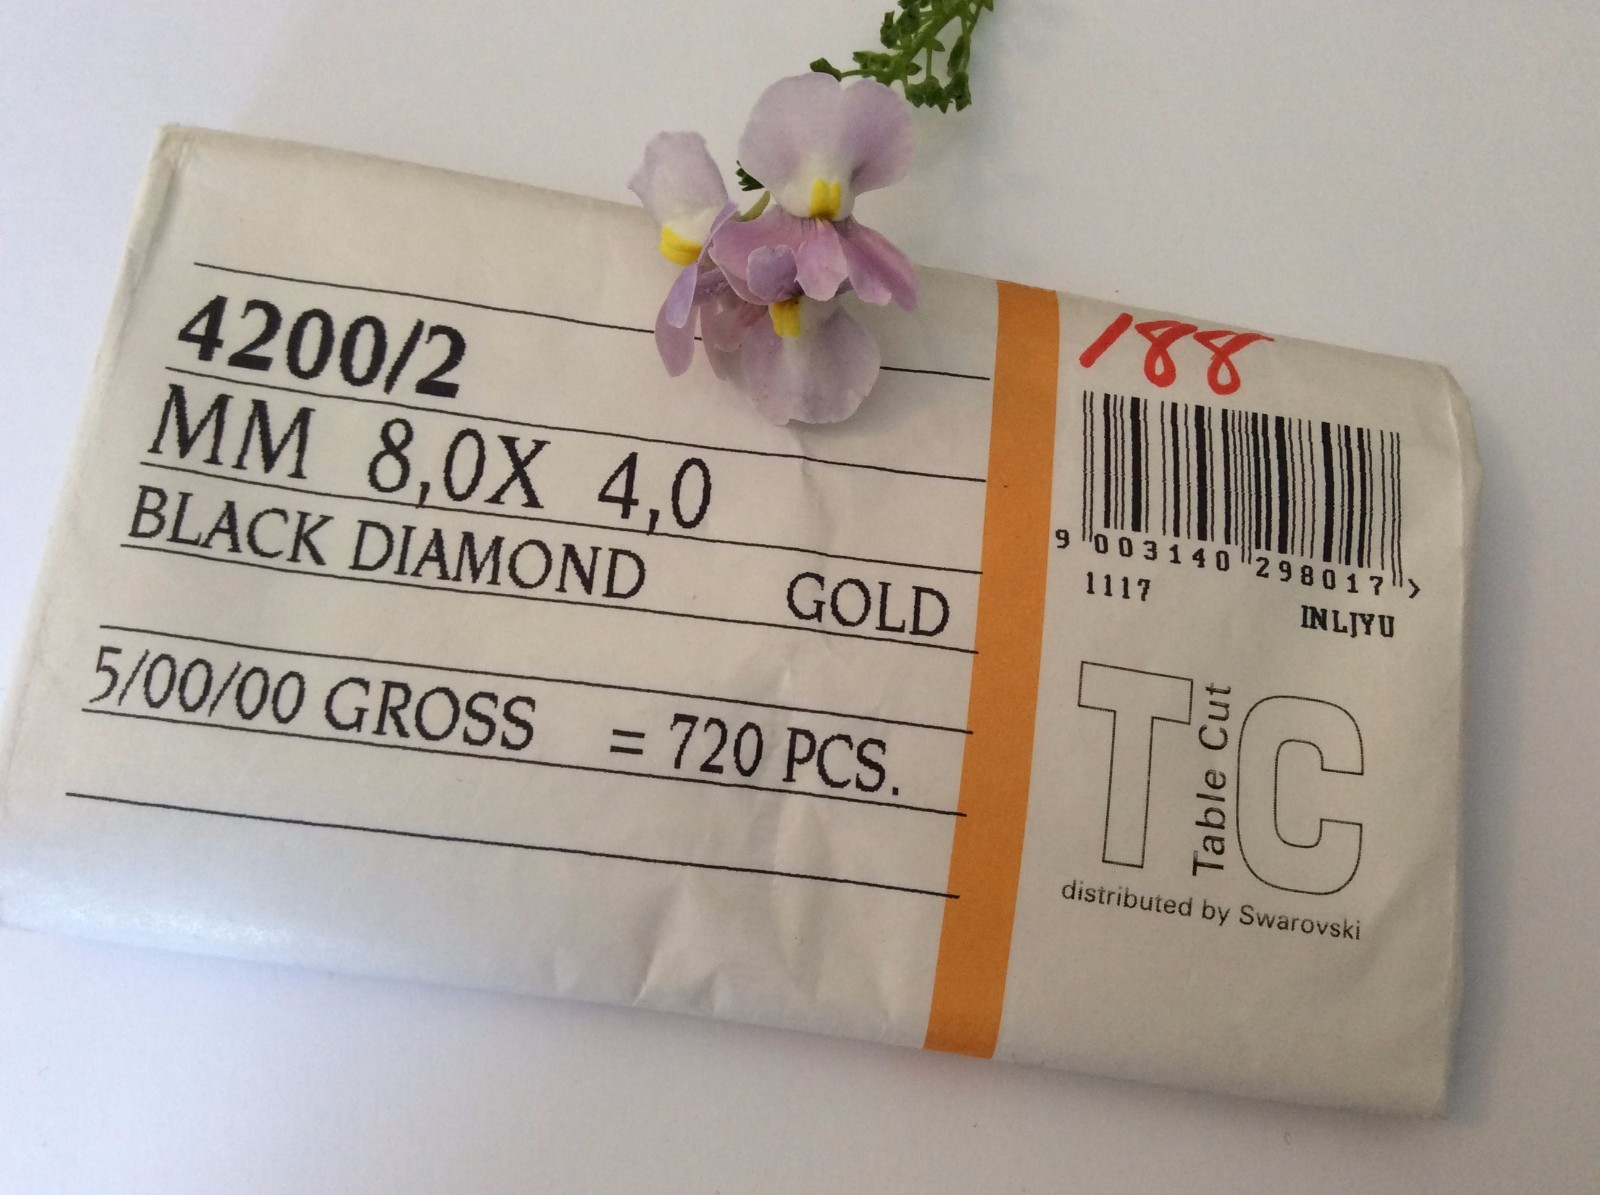 4200/2
MM 8,0X 4,0
BLACK DIAMOND GOLD
5/00/00 GROSS = 720 PCS.
188
9 003140 298017 >
1117 INLJYU
TC
Table Cut
distributed by Swarovski